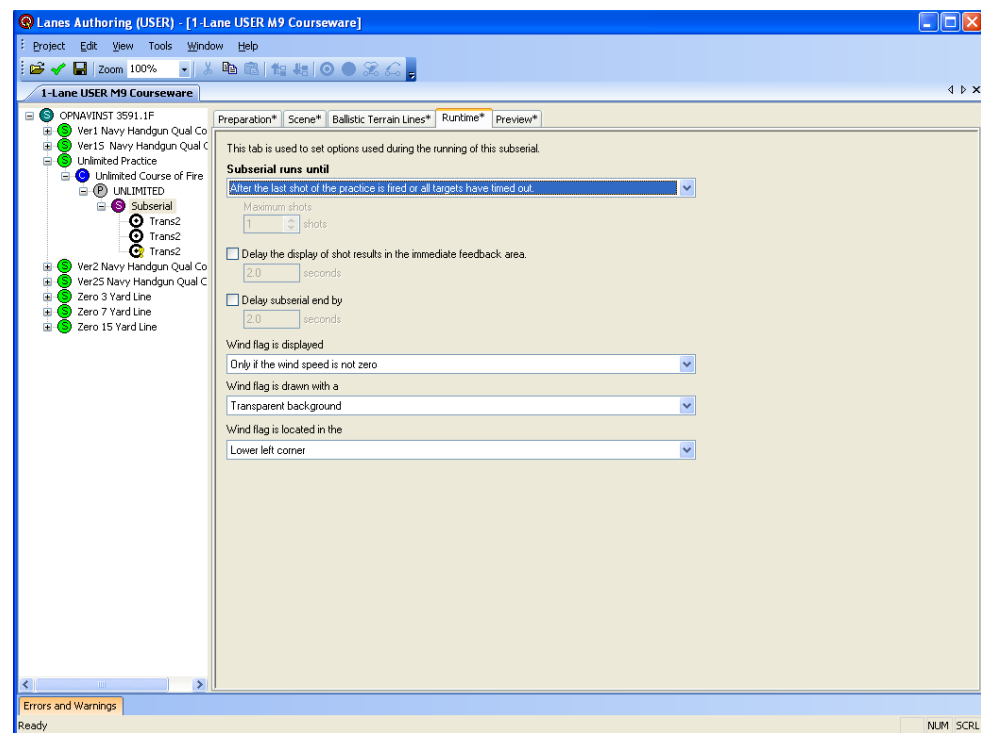 Lanes Authoring (USER) - [1-Lane USER M9 Courseware]
Project Edit View Tools Window Help
Zoom 100%
1-Lane USER M9 Courseware
OPNAVINST 3591.1F
Ver1 Navy Handgun Qual Co
Ver1S Navy Handgun Qual C
Unlimited Practice
Unlimited Course of Fire
UNLIMITED
Subserial
Trans2
Trans2
Trans2
Ver2 Navy Handgun Qual Co
Ver2S Navy Handgun Qual C
Zero 3 Yard Line
Zero 7 Yard Line
Zero 15 Yard Line
Preparation* Scene* Ballistic Terrain Lines* Runtime* Preview*
This tab is used to set options used during the running of this subserial.
Subserial runs until
After the last shot of the practice is fired or all targets have timed out.
Maximum shots
1 shots
Delay the display of shot results in the immediate feedback area.
2.0 seconds
Delay subserial end by
2.0 seconds
Wind flag is displayed
Only if the wind speed is not zero
Wind flag is drawn with a
Transparent background
Wind flag is located in the
Lower left corner
Errors and Warnings
Ready NUM SCRL